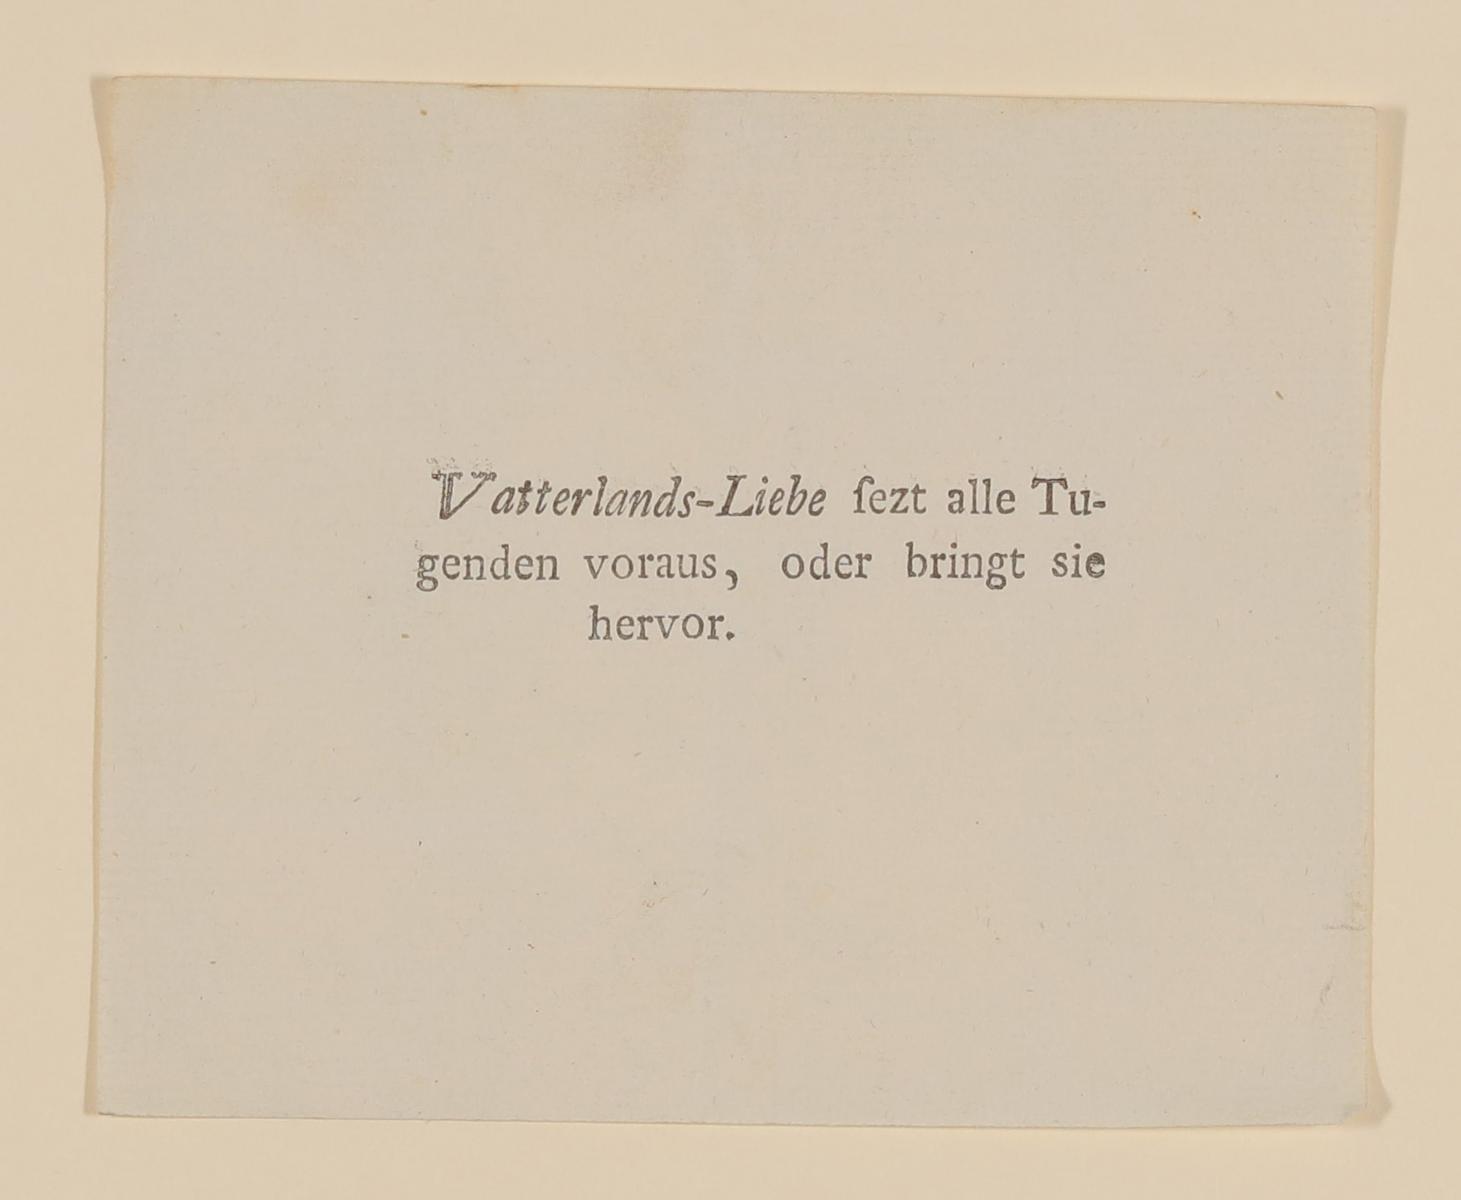 Vatterlands-Liebe ſezt alle Tu-
genden voraus, oder bringt sie
hervor.